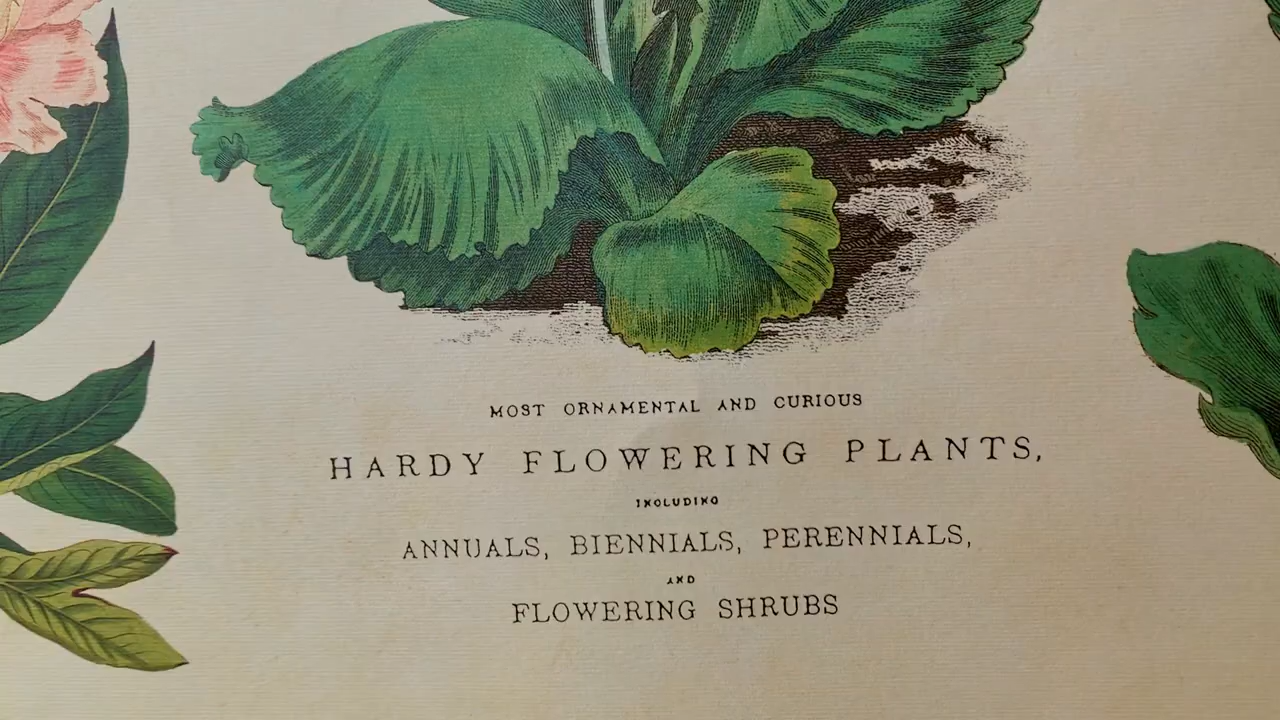 MOST ORNAMENTAL AND CURIOUS
HARDY FLOWERING PLANTS,
INCLUDING
ANNUALS, BIENNIALS, PERENNIALS,
AND
FLOWERING SHRUBS